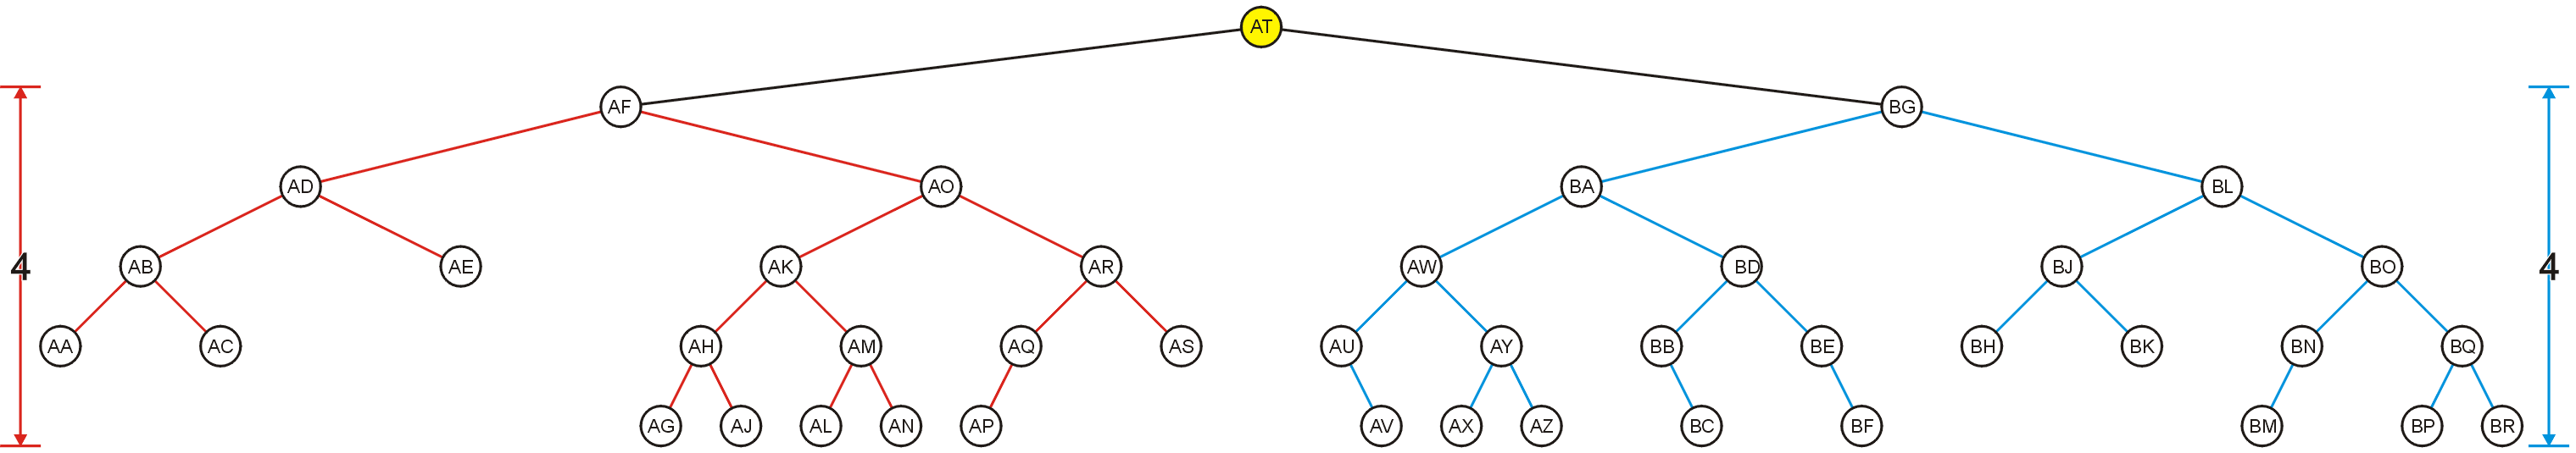 AT
AF BG
AD AO BA BL
4 AB AE AK AR AW BD BJ BO 4
AA AC AH AM AQ AS AU AY BB BE BH BK BN BQ
AG AJ AL AN AP AV AX AZ BC BF BM BP BR